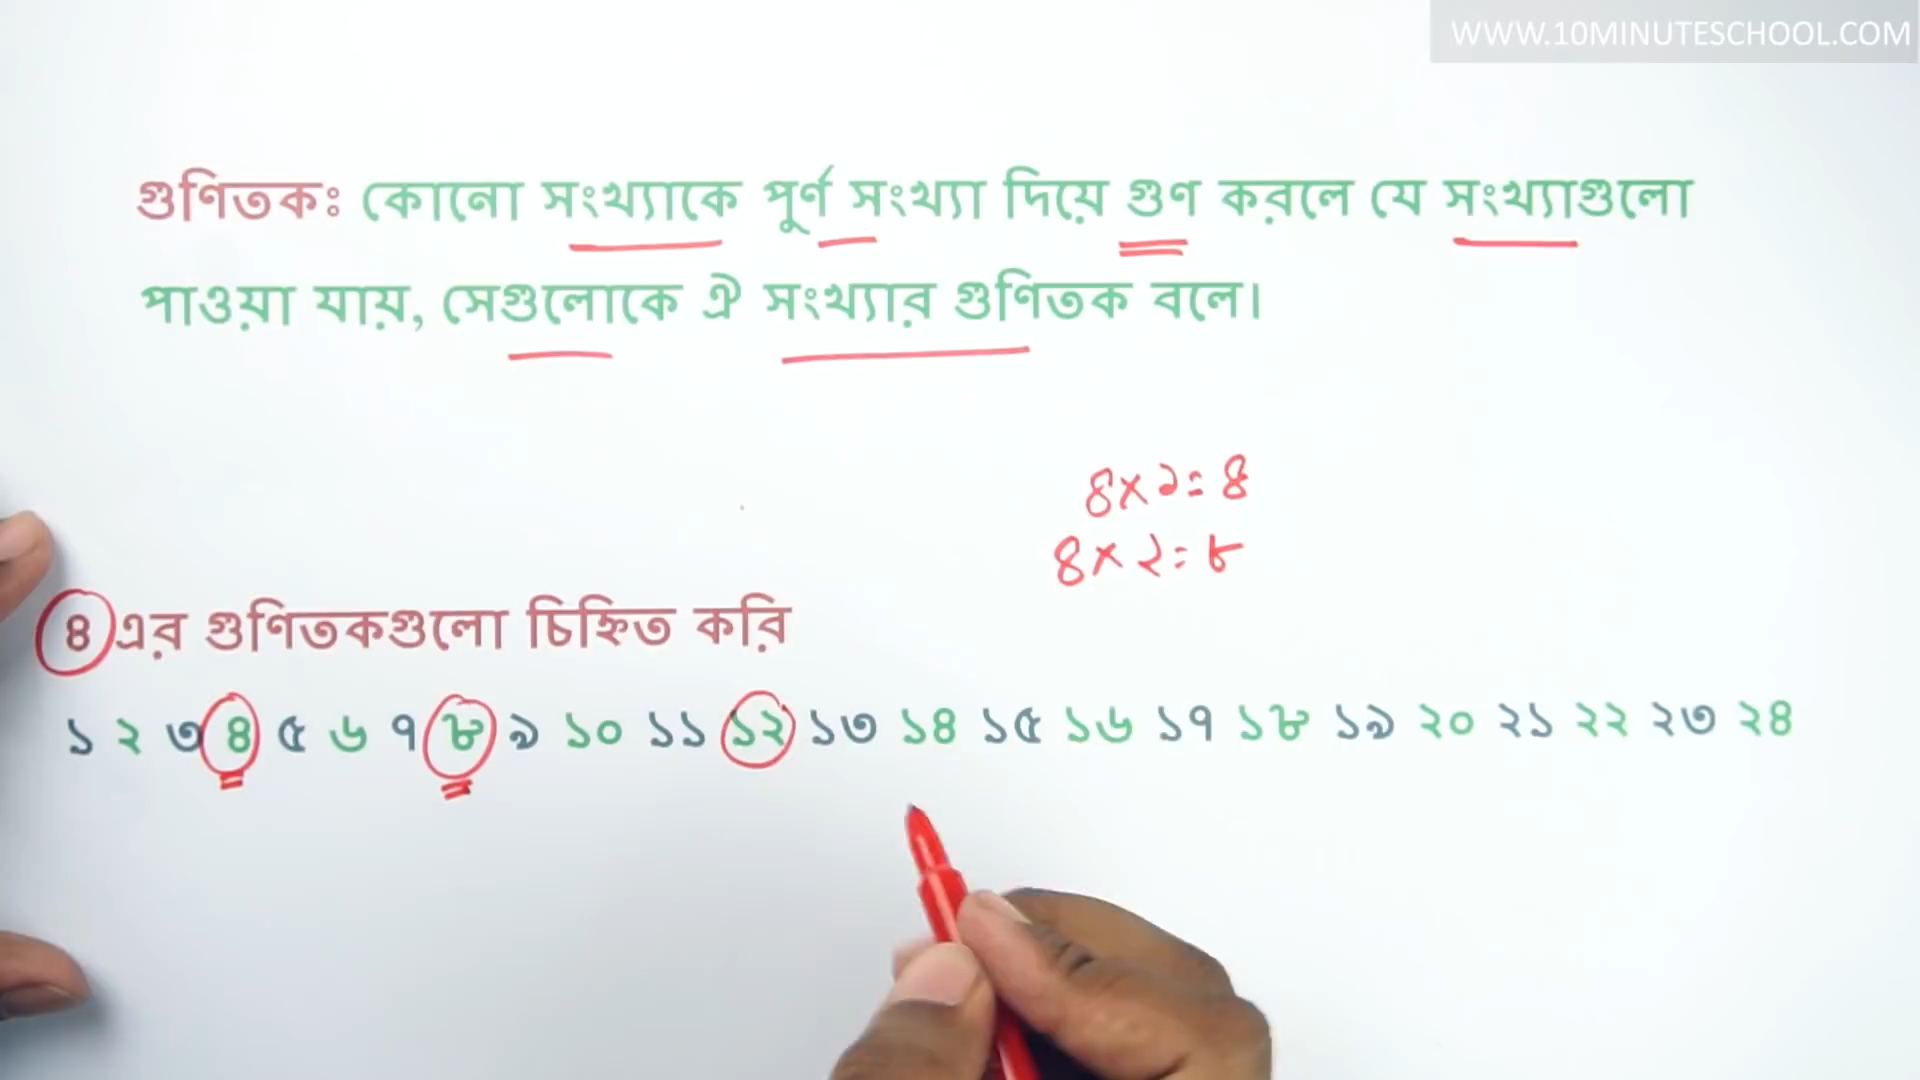 WWW.10MINUTESCHOOL.COM
গুণিতকঃ কোনো সংখ্যাকে পুর্ণ সংখ্যা দিয়ে গুণ করলে যে সংখ্যাগুলো
পাওয়া যায়, সেগুলোকে ঐ সংখ্যার গুণিতক বলে।
৪×১=৪
৪×২=৮
৪ এর গুণিতকগুলো চিহ্নিত করি
১ ২ ৩ ৪ ৫ ৬ ৭ ৮ ৯ ১০ ১১ ১২ ১৩ ১৪ ১৫ ১৬ ১৭ ১৮ ১৯ ২০ ২১ ২২ ২৩ ২৪